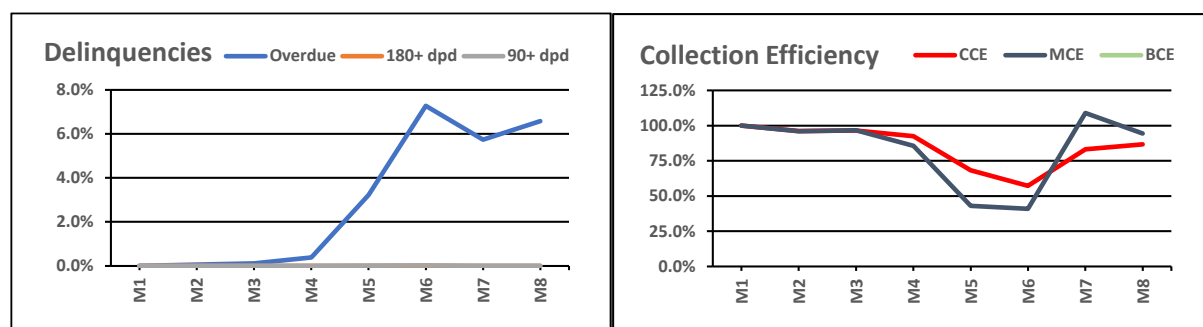 Delinquencies
Overdue 180+ dpd 90+ dpd
8.0%
6.0%
4.0%
2.0%
0.0%
M1 M2 M3 M4 M5 M6 M7 M8
Collection Efficiency
CCE MCE BCE
125.0%
100.0%
75.0%
50.0%
25.0%
0.0%
M1 M2 M3 M4 M5 M6 M7 M8